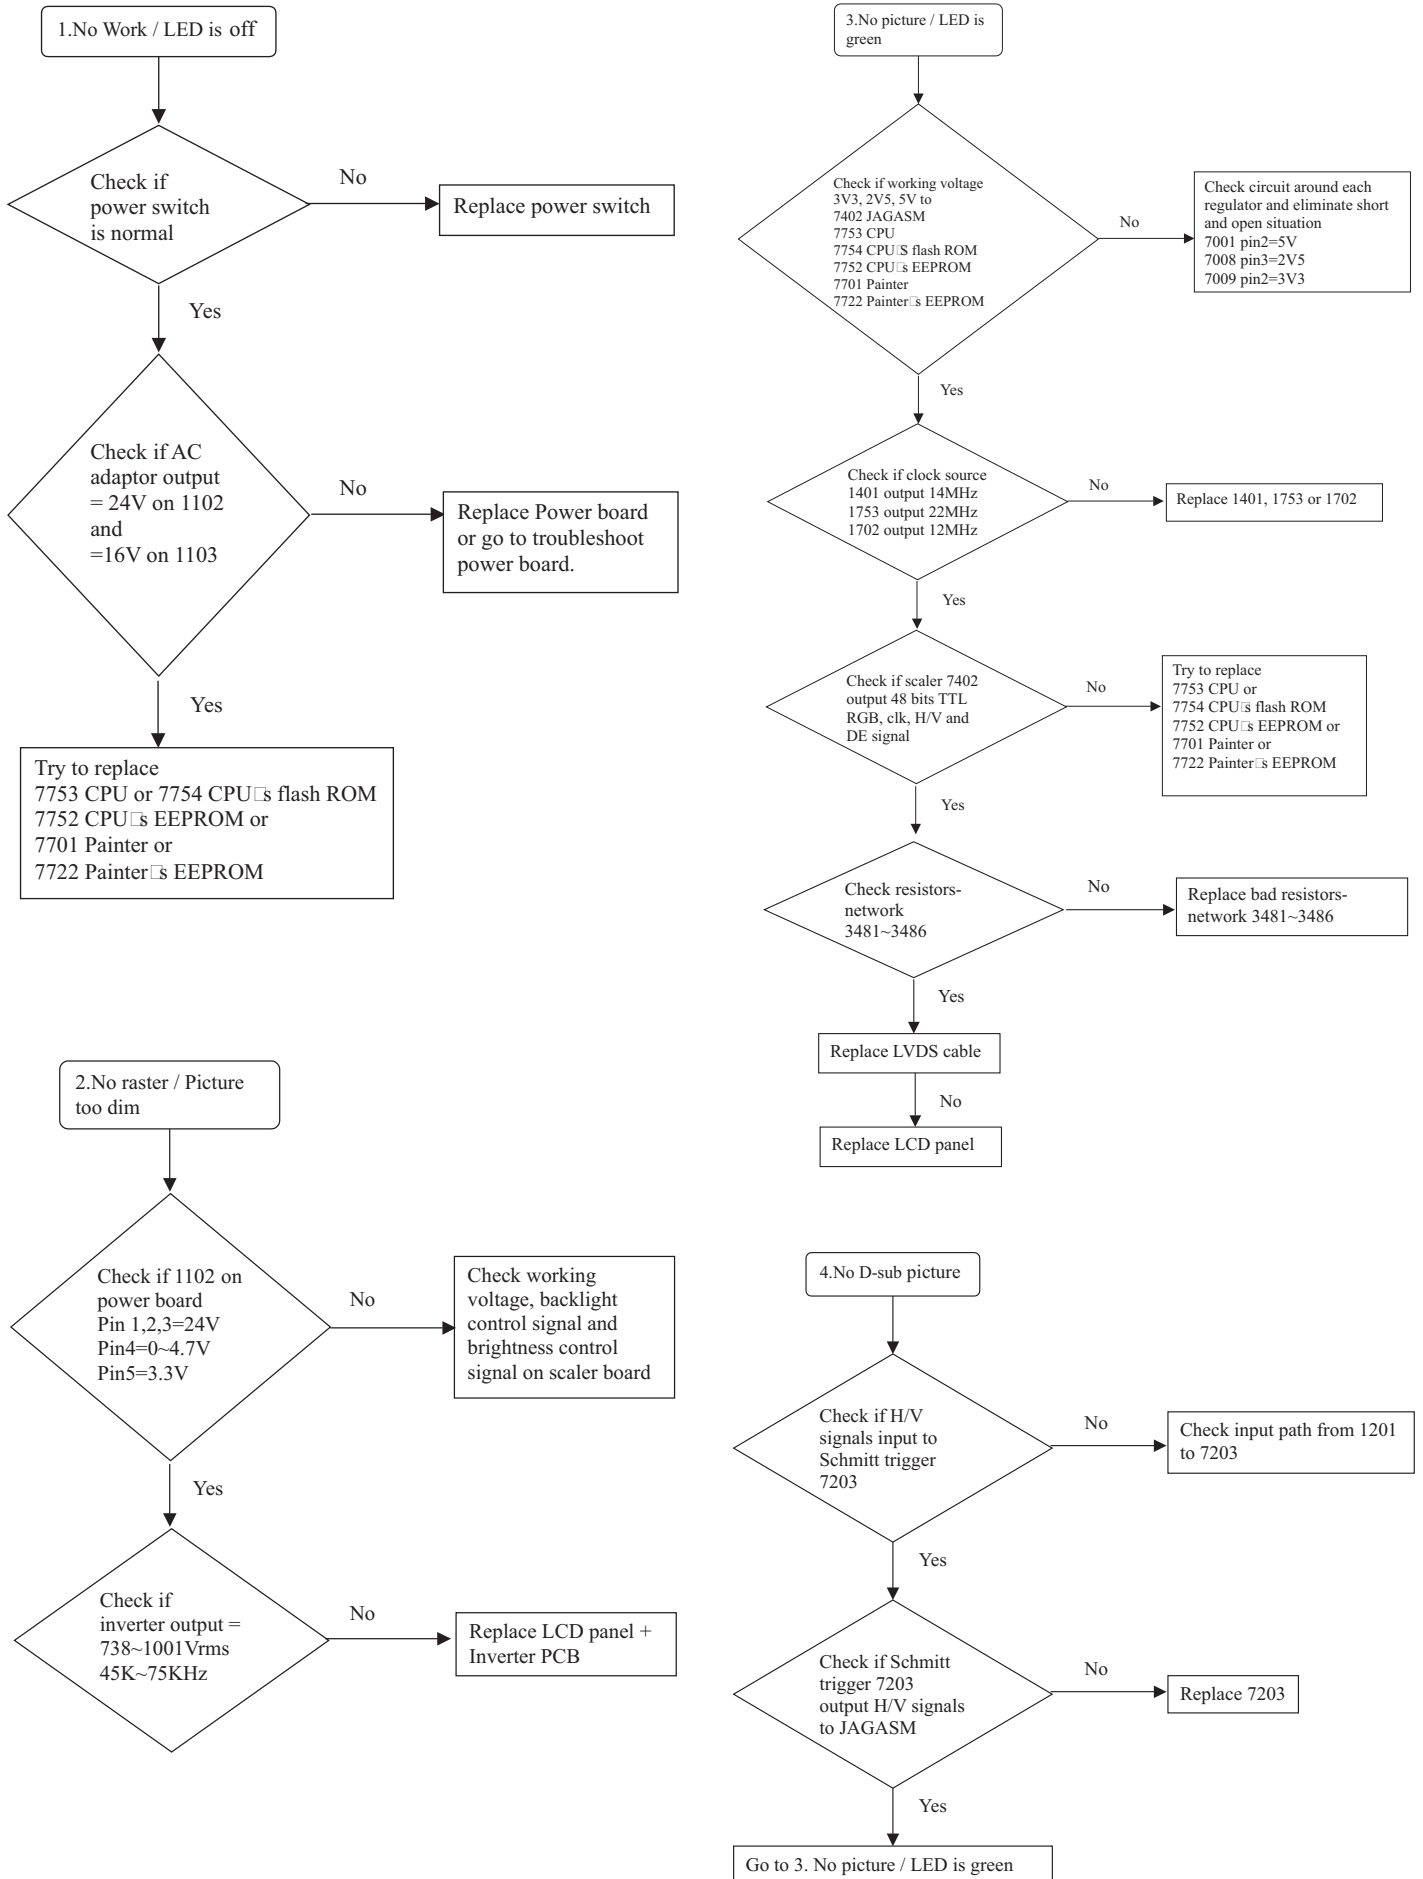 1.No Work / LED is off
Check if
power switch
is normal
No
Replace power switch
Yes
Check if AC
adaptor output
= 24V on 1102
and
=16V on 1103
No
Replace Power board
or go to troubleshoot
power board.
Yes
Try to replace
7753 CPU or 7754 CPU□s flash ROM
7752 CPU□s EEPROM or
7701 Painter or
7722 Painter□s EEPROM
2.No raster / Picture
too dim
Check if 1102 on
power board
Pin 1,2,3=24V
Pin4=0~4.7V
Pin5=3.3V
No
Check working
voltage, backlight
control signal and
brightness control
signal on scaler board
Yes
Check if
inverter output =
738~1001Vrms
45K~75KHz
No
Replace LCD panel +
Inverter PCB
3.No picture / LED is
green
Check if working voltage
3V3, 2V5, 5V to
7402 JAGASM
7753 CPU
7754 CPU□S flash ROM
7752 CPU□s EEPROM
7701 Painter
7722 Painter□s EEPROM
No
Check circuit around each
regulator and eliminate short
and open situation
7001 pin2=5V
7008 pin3=2V5
7009 pin2=3V3
Yes
Check if clock source
1401 output 14MHz
1753 output 22MHz
1702 output 12MHz
No
Replace 1401, 1753 or 1702
Yes
Check if scaler 7402
output 48 bits TTL
RGB, clk, H/V and
DE signal
No
Try to replace
7753 CPU or
7754 CPU□s flash ROM
7752 CPU□s EEPROM or
7701 Painter or
7722 Painter□s EEPROM
Yes
Check resistors-
network
3481~3486
No
Replace bad resistors-
network 3481~3486
Yes
Replace LVDS cable
No
Replace LCD panel
4.No D-sub picture
Check if H/V
signals input to
Schmitt trigger
7203
No
Check input path from 1201
to 7203
Yes
Check if Schmitt
trigger 7203
output H/V signals
to JAGASM
No
Replace 7203
Yes
Go to 3. No picture / LED is green